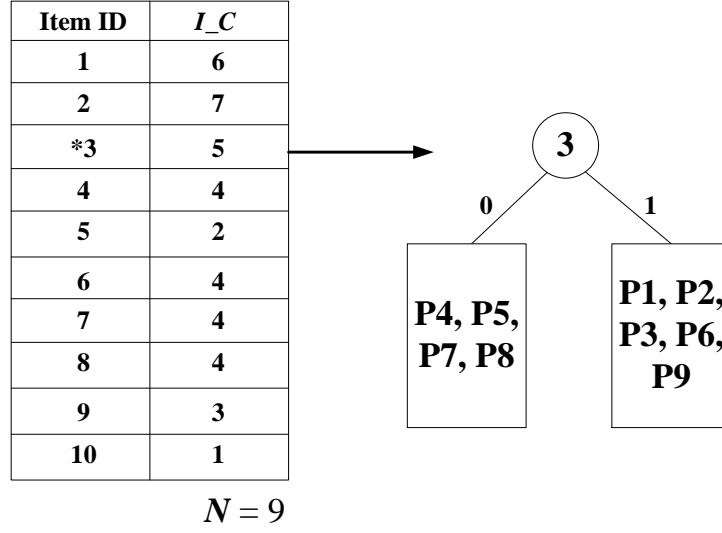 Item ID I_C
1 6
2 7
*3 5
4 4
5 2
6 4
7 4
8 4
9 3
10 1
N = 9
3
0 1
P4, P5,
P7, P8
P1, P2,
P3, P6,
P9